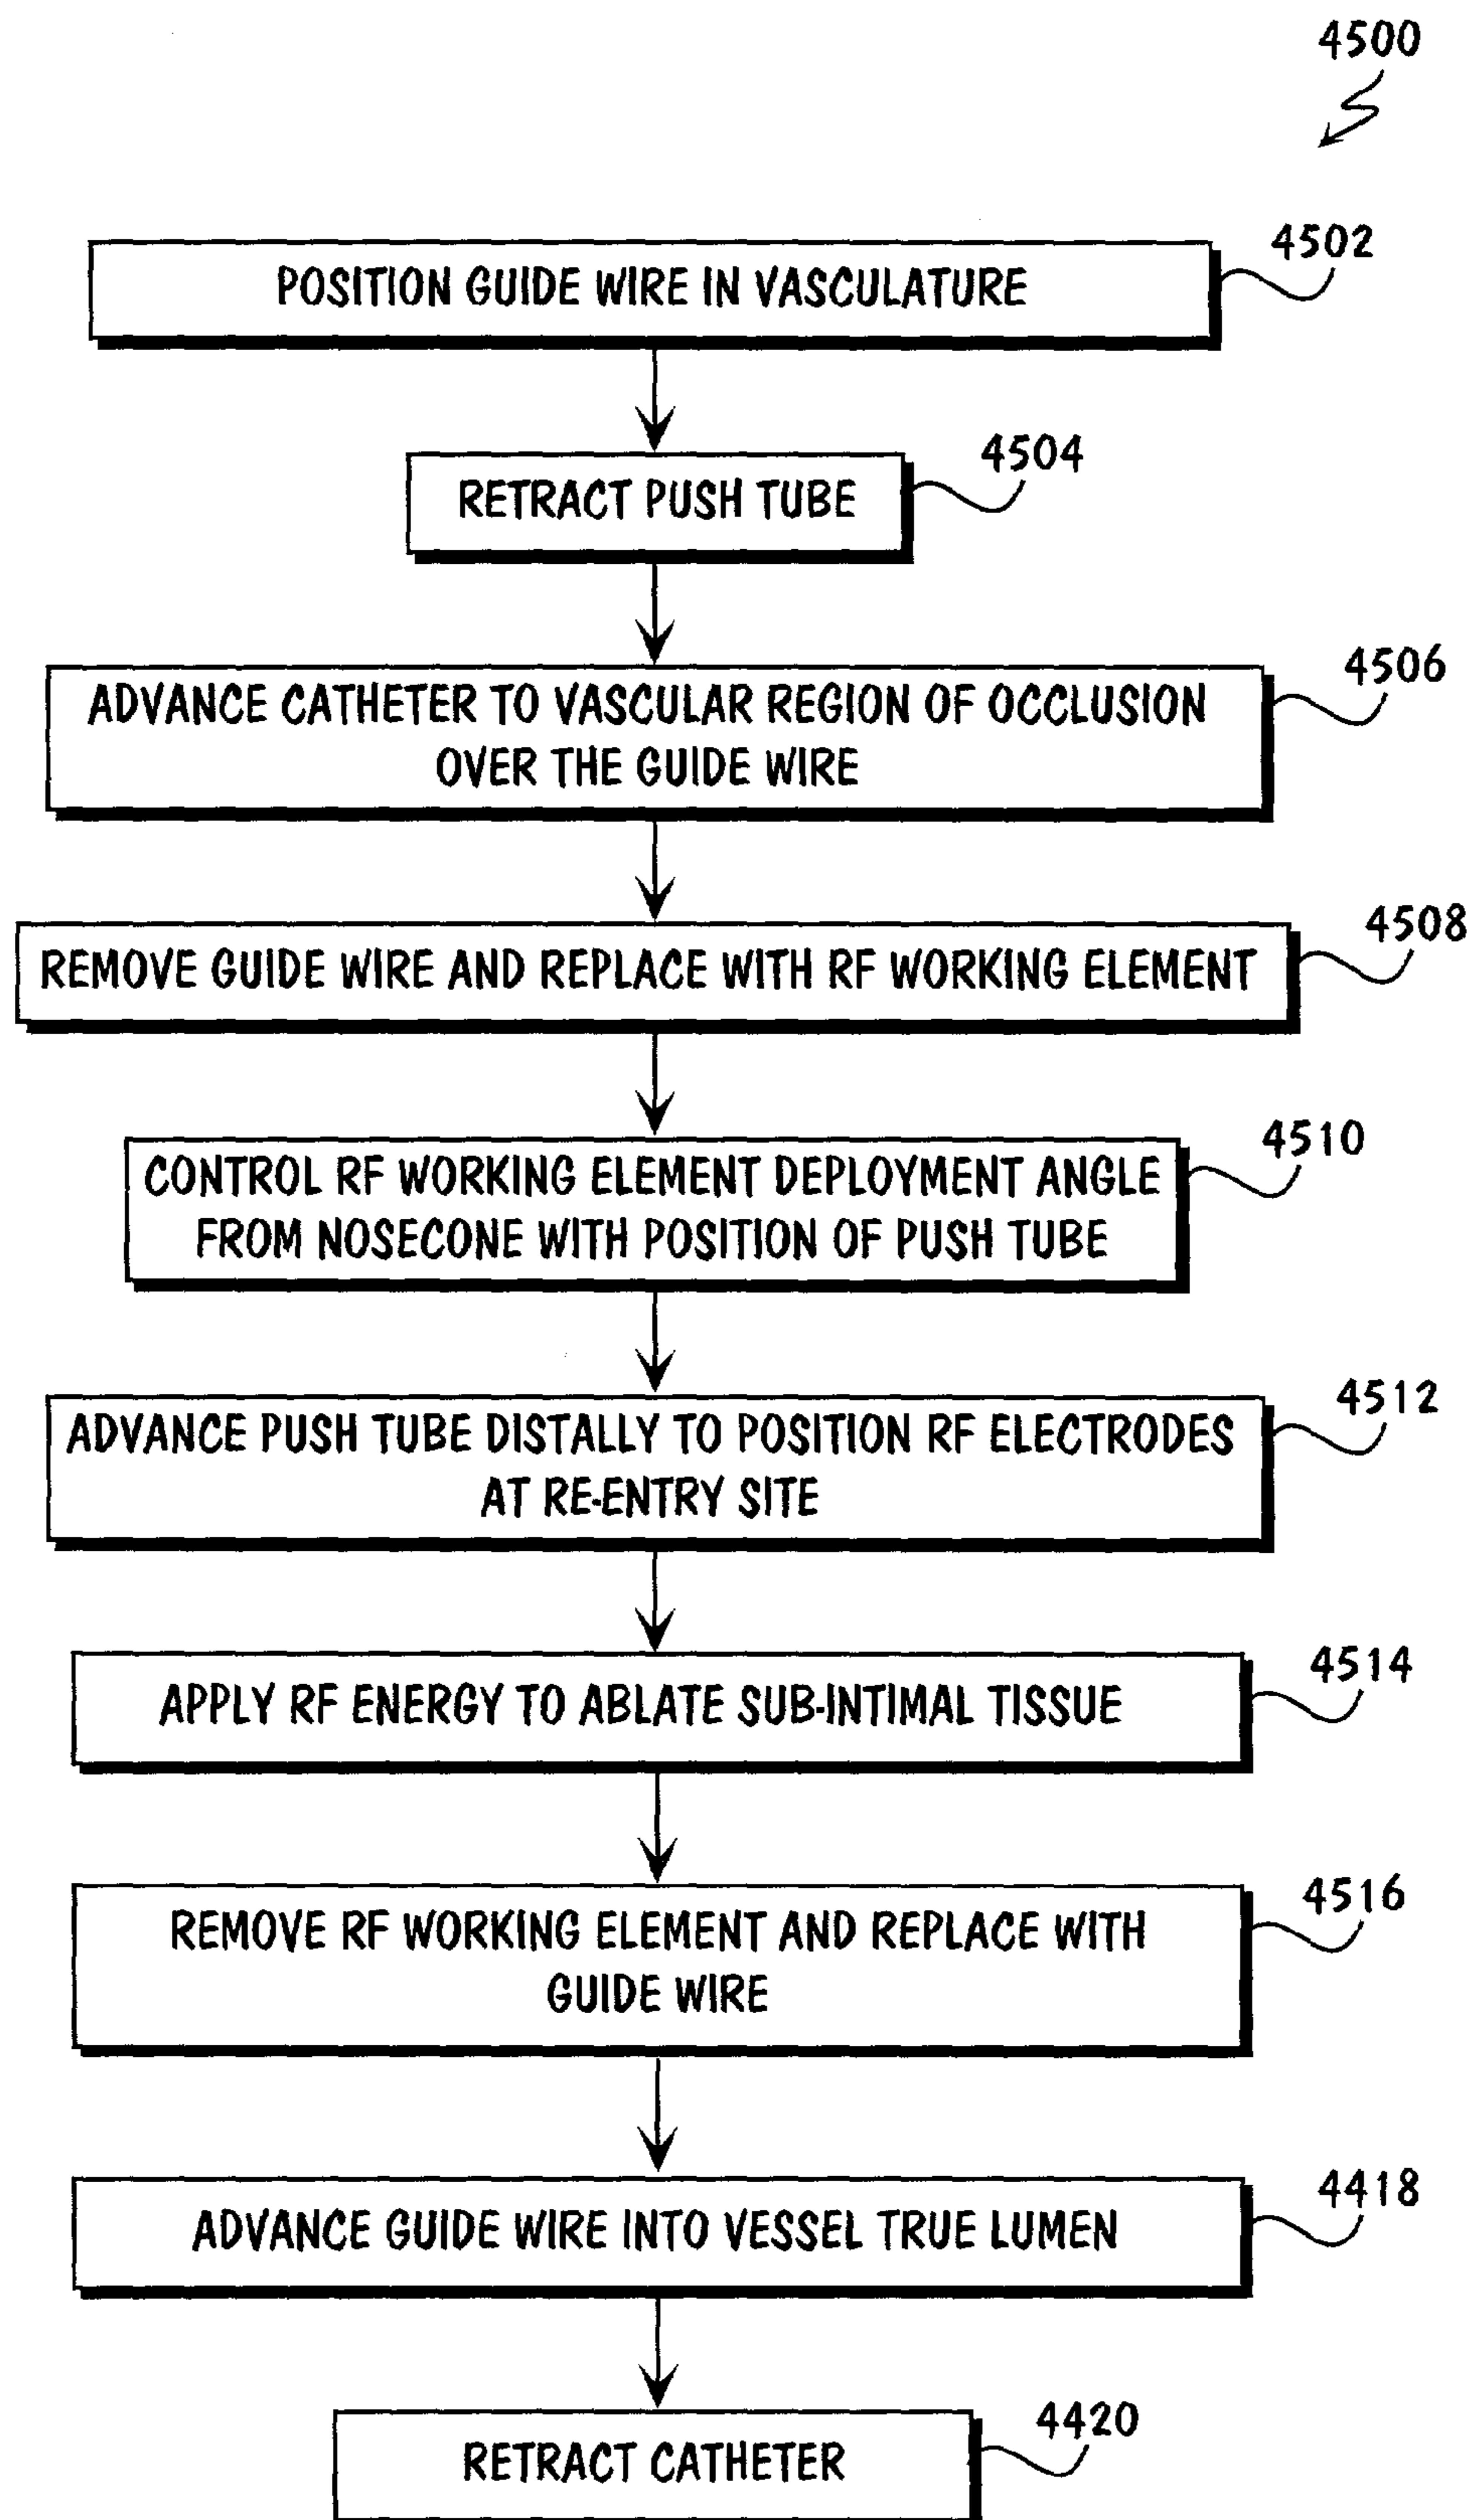 4500
4502
POSITION GUIDE WIRE IN VASCULATURE
4504
RETRACT PUSH TUBE
4506
ADVANCE CATHETER TO VASCULAR REGION OF OCCLUSION
OVER THE GUIDE WIRE
4508
REMOVE GUIDE WIRE AND REPLACE WITH RF WORKING ELEMENT
4510
CONTROL RF WORKING ELEMENT DEPLOYMENT ANGLE
FROM NOSECONE WITH POSITION OF PUSH TUBE
4512
ADVANCE PUSH TUBE DISTALLY TO POSITION RF ELECTRODES
AT RE-ENTRY SITE
4514
APPLY RF ENERGY TO ABLATE SUB-INTIMAL TISSUE
4516
REMOVE RF WORKING ELEMENT AND REPLACE WITH
GUIDE WIRE
4418
ADVANCE GUIDE WIRE INTO VESSEL TRUE LUMEN
4420
RETRACT CATHETER